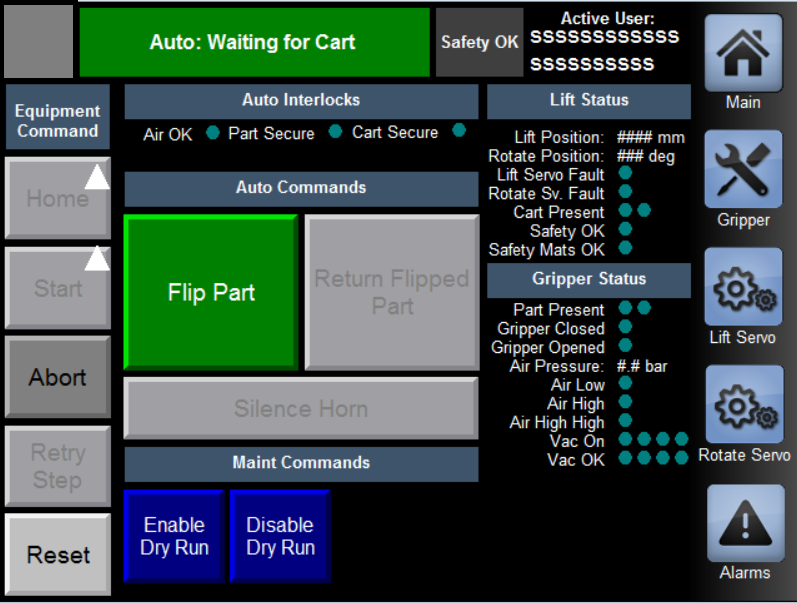 Auto: Waiting for Cart
Safety OK
Active User:
SSSSSSSSSSSS
SSSSSSSSSS
Main
Equipment
Command
Home
Start
Abort
Retry
Step
Reset
Auto Interlocks
Air OK Part Secure Cart Secure
Auto Commands
Flip Part
Return Flipped
Part
Silence Horn
Maint Commands
Enable
Dry Run
Disable
Dry Run
Lift Status
Lift Position: #### mm
Rotate Position: ### deg
Lift Servo Fault
Rotate Sv. Fault
Cart Present
Safety OK
Safety Mats OK
Gripper Status
Part Present
Gripper Closed
Gripper Opened
Air Pressure: #.# bar
Air Low
Air High
Air High High
Vac On
Vac OK
Gripper
Lift Servo
Rotate Servo
Alarms